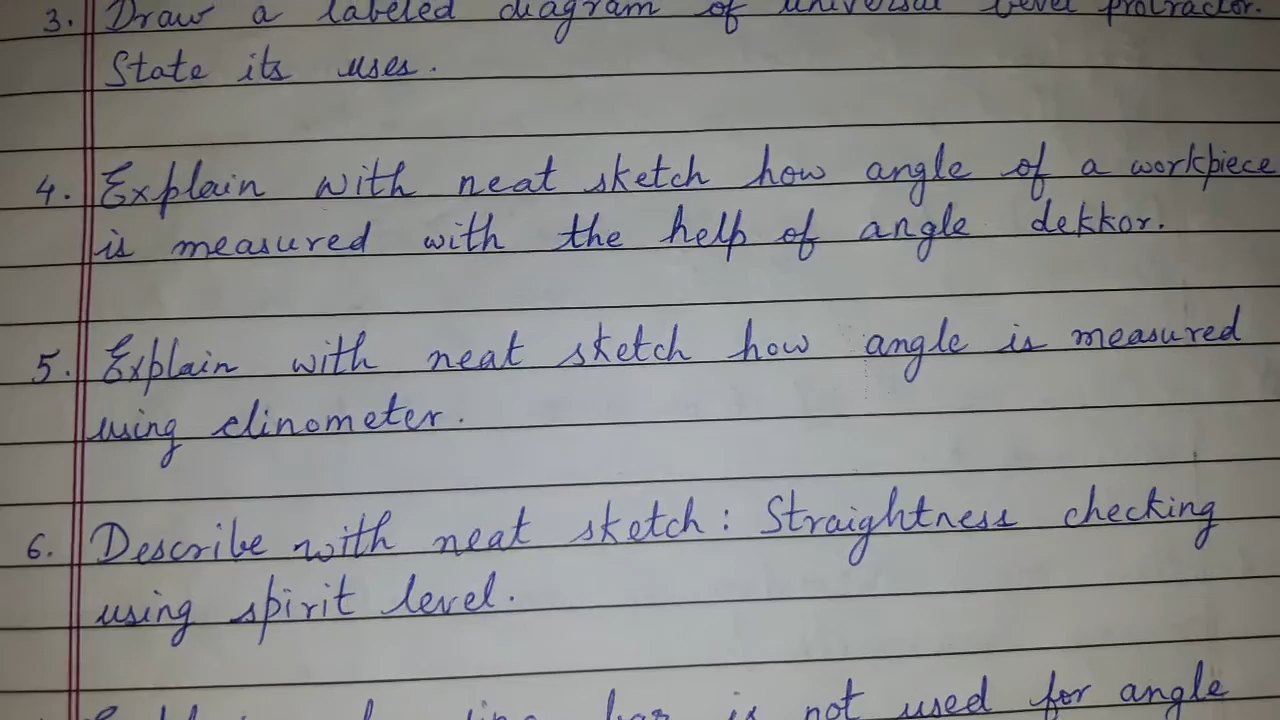 3. Draw a labeled diagram of universal bevel protractor.
State its uses.
4. Explain with neat sketch how angle of a workpiece
is measured with the help of angle dekkor.
5. Explain with neat sketch how angle is measured
using clinometer.
6. Describe with neat sketch: Straightness checking
using spirit level.
bar is not used for angle